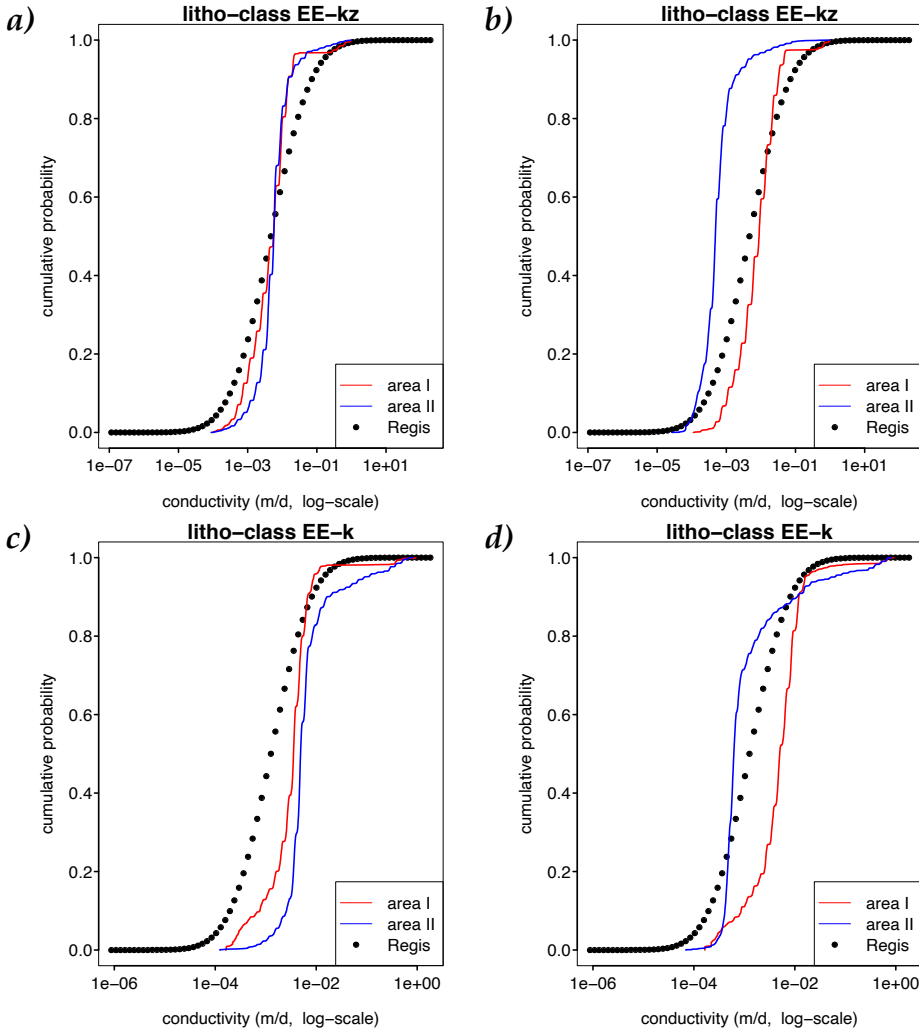 a)
litho−class EE−kz
cumulative probability
1.0
0.8
0.6
0.4
0.2
0.0
area I
area II
Regis
1e−07 1e−05 1e−03 1e−01 1e+01
conductivity (m/d, log−scale)
b)
litho−class EE−kz
cumulative probability
1.0
0.8
0.6
0.4
0.2
0.0
area I
area II
Regis
1e−07 1e−05 1e−03 1e−01 1e+01
conductivity (m/d, log−scale)
c)
litho−class EE−k
cumulative probability
1.0
0.8
0.6
0.4
0.2
0.0
area I
area II
Regis
1e−06 1e−04 1e−02 1e+00
conductivity (m/d, log−scale)
d)
litho−class EE−k
cumulative probability
1.0
0.8
0.6
0.4
0.2
0.0
area I
area II
Regis
1e−06 1e−04 1e−02 1e+00
conductivity (m/d, log−scale)